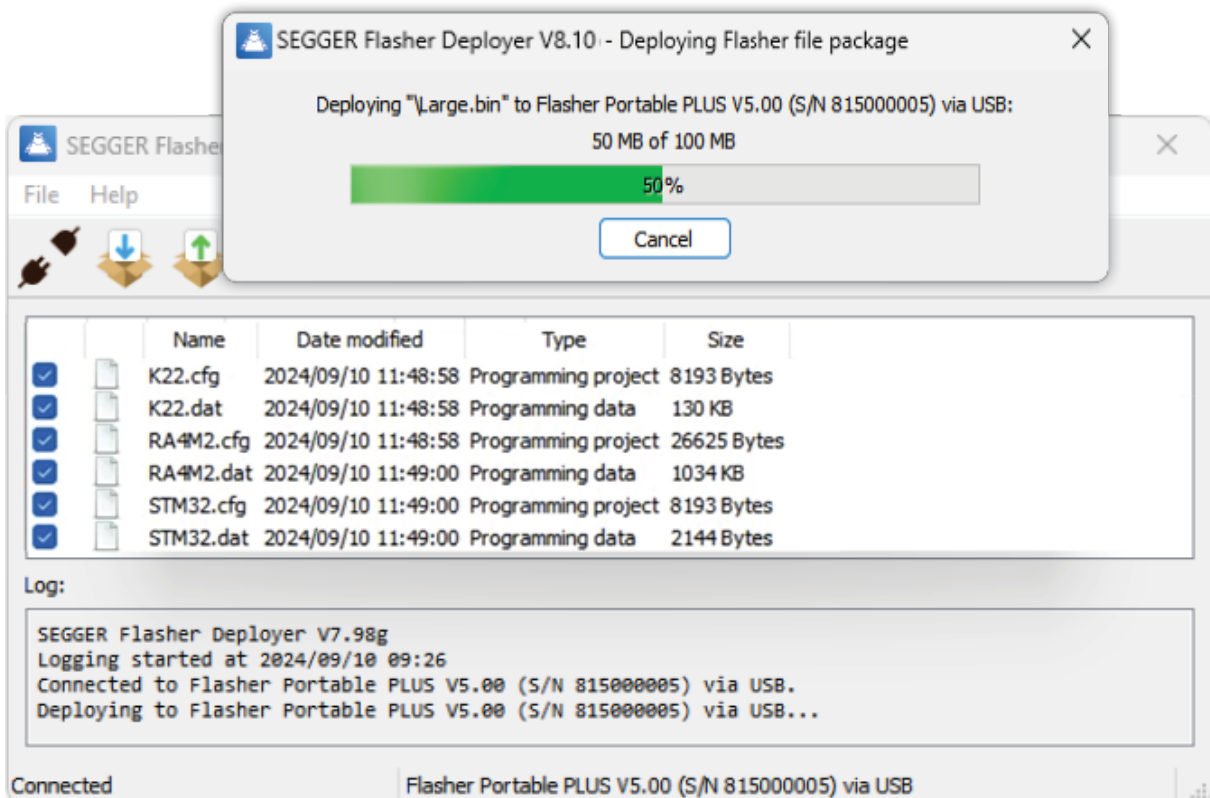 SEGGER Flasher Deployer V8.10 - Deploying Flasher file package
Deploying "\Large.bin" to Flasher Portable PLUS V5.00 (S/N 815000005) via USB:
50 MB of 100 MB
50%
Cancel
SEGGER Flashe
File Help
Name Date modified Type Size
K22.cfg 2024/09/10 11:48:58 Programming project 8193 Bytes
K22.dat 2024/09/10 11:48:58 Programming data 130 KB
RA4M2.cfg 2024/09/10 11:48:58 Programming project 26625 Bytes
RA4M2.dat 2024/09/10 11:49:00 Programming data 1034 KB
STM32.cfg 2024/09/10 11:49:00 Programming project 8193 Bytes
STM32.dat 2024/09/10 11:49:00 Programming data 2144 Bytes
Log:
SEGGER Flasher Deployer V7.98g
Logging started at 2024/09/10 09:26
Connected to Flasher Portable PLUS V5.00 (S/N 815000005) via USB.
Deploying to Flasher Portable PLUS V5.00 (S/N 815000005) via USB...
Connected Flasher Portable PLUS V5.00 (S/N 815000005) via USB